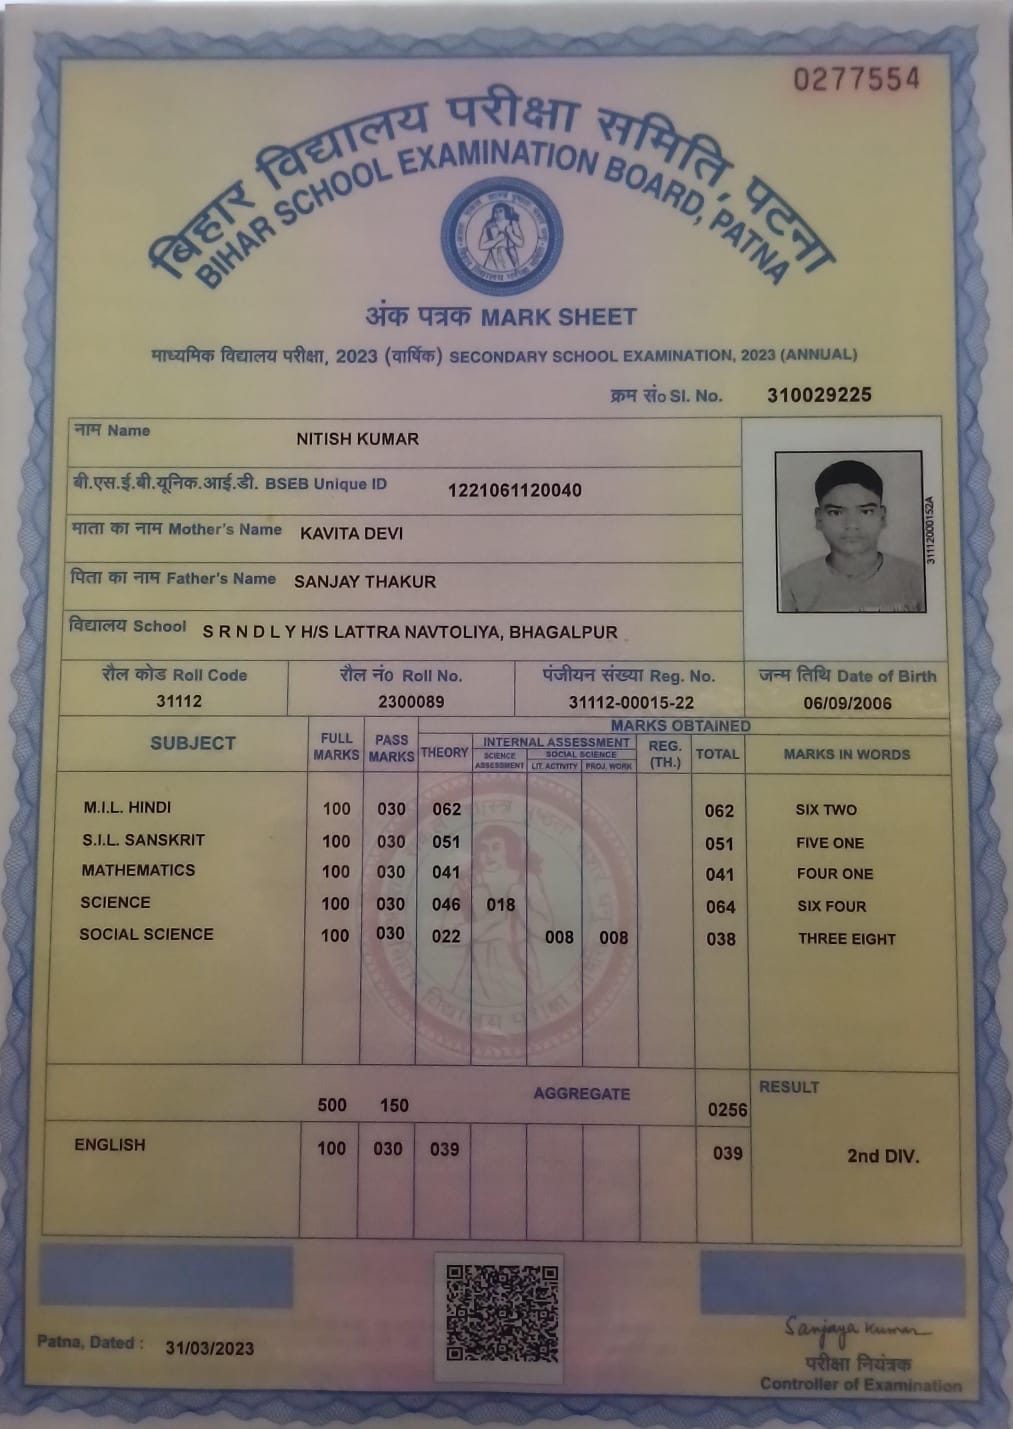 0277554
बिहार विद्यालय परीक्षा समिति, पटना
BIHAR SCHOOL EXAMINATION BOARD, PATNA
अंक पत्रक MARK SHEET
माध्यमिक विद्यालय परीक्षा, 2023 (वार्षिक) SECONDARY SCHOOL EXAMINATION, 2023 (ANNUAL)
क्रम सं० Sl. No. 310029225
नाम Name NITISH KUMAR
बी.एस.ई.बी.यूनिक.आई.डी. BSEB Unique ID 1221061120040
माता का नाम Mother's Name KAVITA DEVI
पिता का नाम Father's Name SANJAY THAKUR
विद्यालय School S R N D L Y H/S LATTRA NAVTOLIYA, BHAGALPUR
31112000152A
रौल कोड Roll Code रौल नं० Roll No. पंजीयन संख्या Reg. No. जन्म तिथि Date of Birth
31112 2300089 31112-00015-22 06/09/2006
SUBJECT FULL MARKS PASS MARKS MARKS OBTAINED
THEORY INTERNAL ASSESSMENT REG. (TH.) TOTAL MARKS IN WORDS
SCIENCE ASSESSMENT SOCIAL SCIENCE
LIT. ACTIVITY PROJ. WORK
M.I.L. HINDI 100 030 062 062 SIX TWO
S.I.L. SANSKRIT 100 030 051 051 FIVE ONE
MATHEMATICS 100 030 041 041 FOUR ONE
SCIENCE 100 030 046 018 064 SIX FOUR
SOCIAL SCIENCE 100 030 022 008 008 038 THREE EIGHT
500 150 AGGREGATE 0256 RESULT
ENGLISH 100 030 039 039 2nd DIV.
Patna, Dated : 31/03/2023
Sanjaya Kumar
परीक्षा नियंत्रक
Controller of Examination